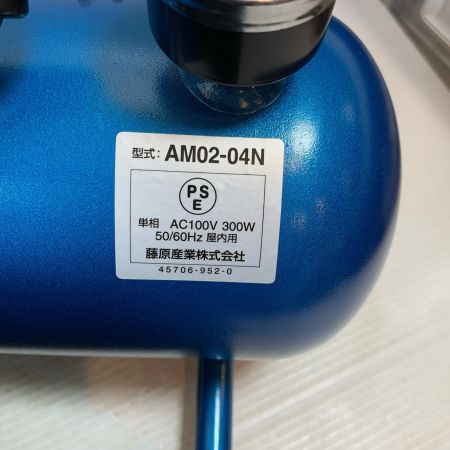 型式: AM02-04N
PS
E
単相 AC100V 300W
50/60Hz 屋内用
藤原産業株式会社
45706-952-0